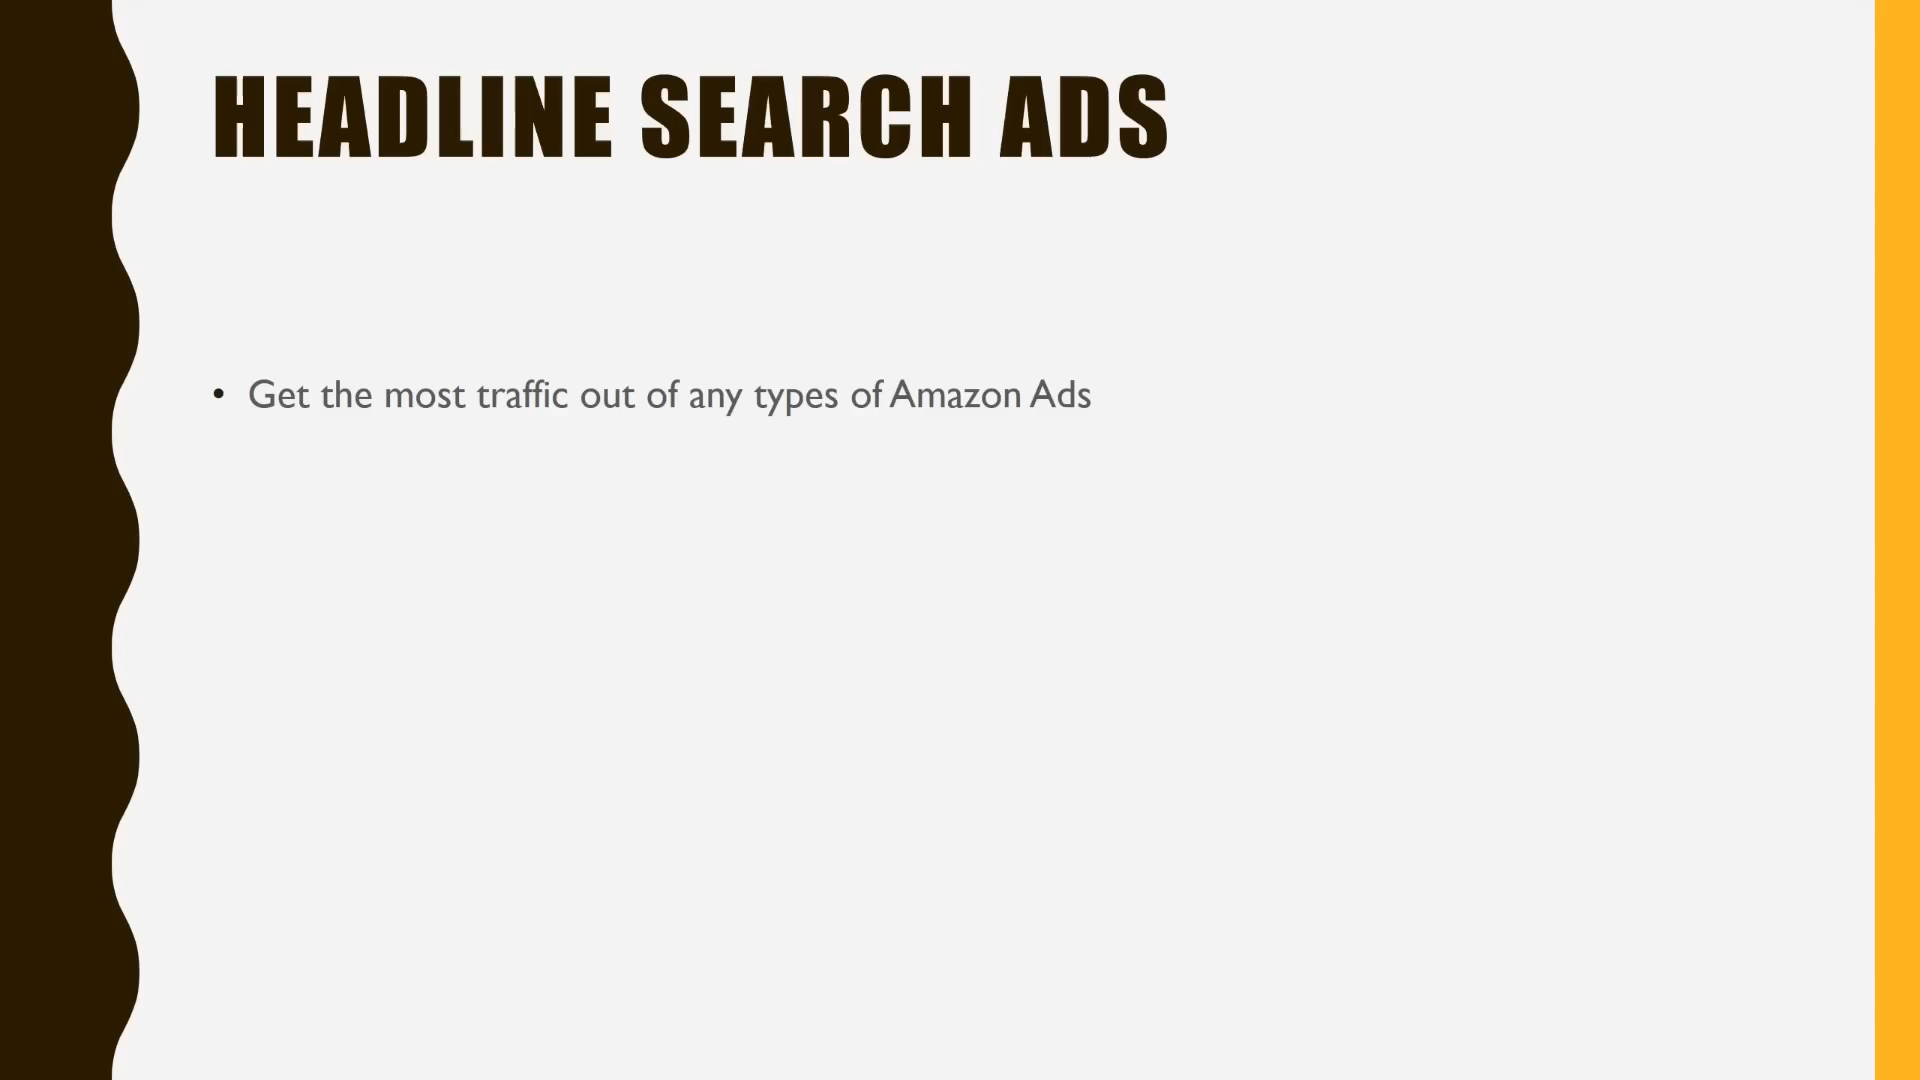 HEADLINE SEARCH ADS
• Get the most traffic out of any types of Amazon Ads